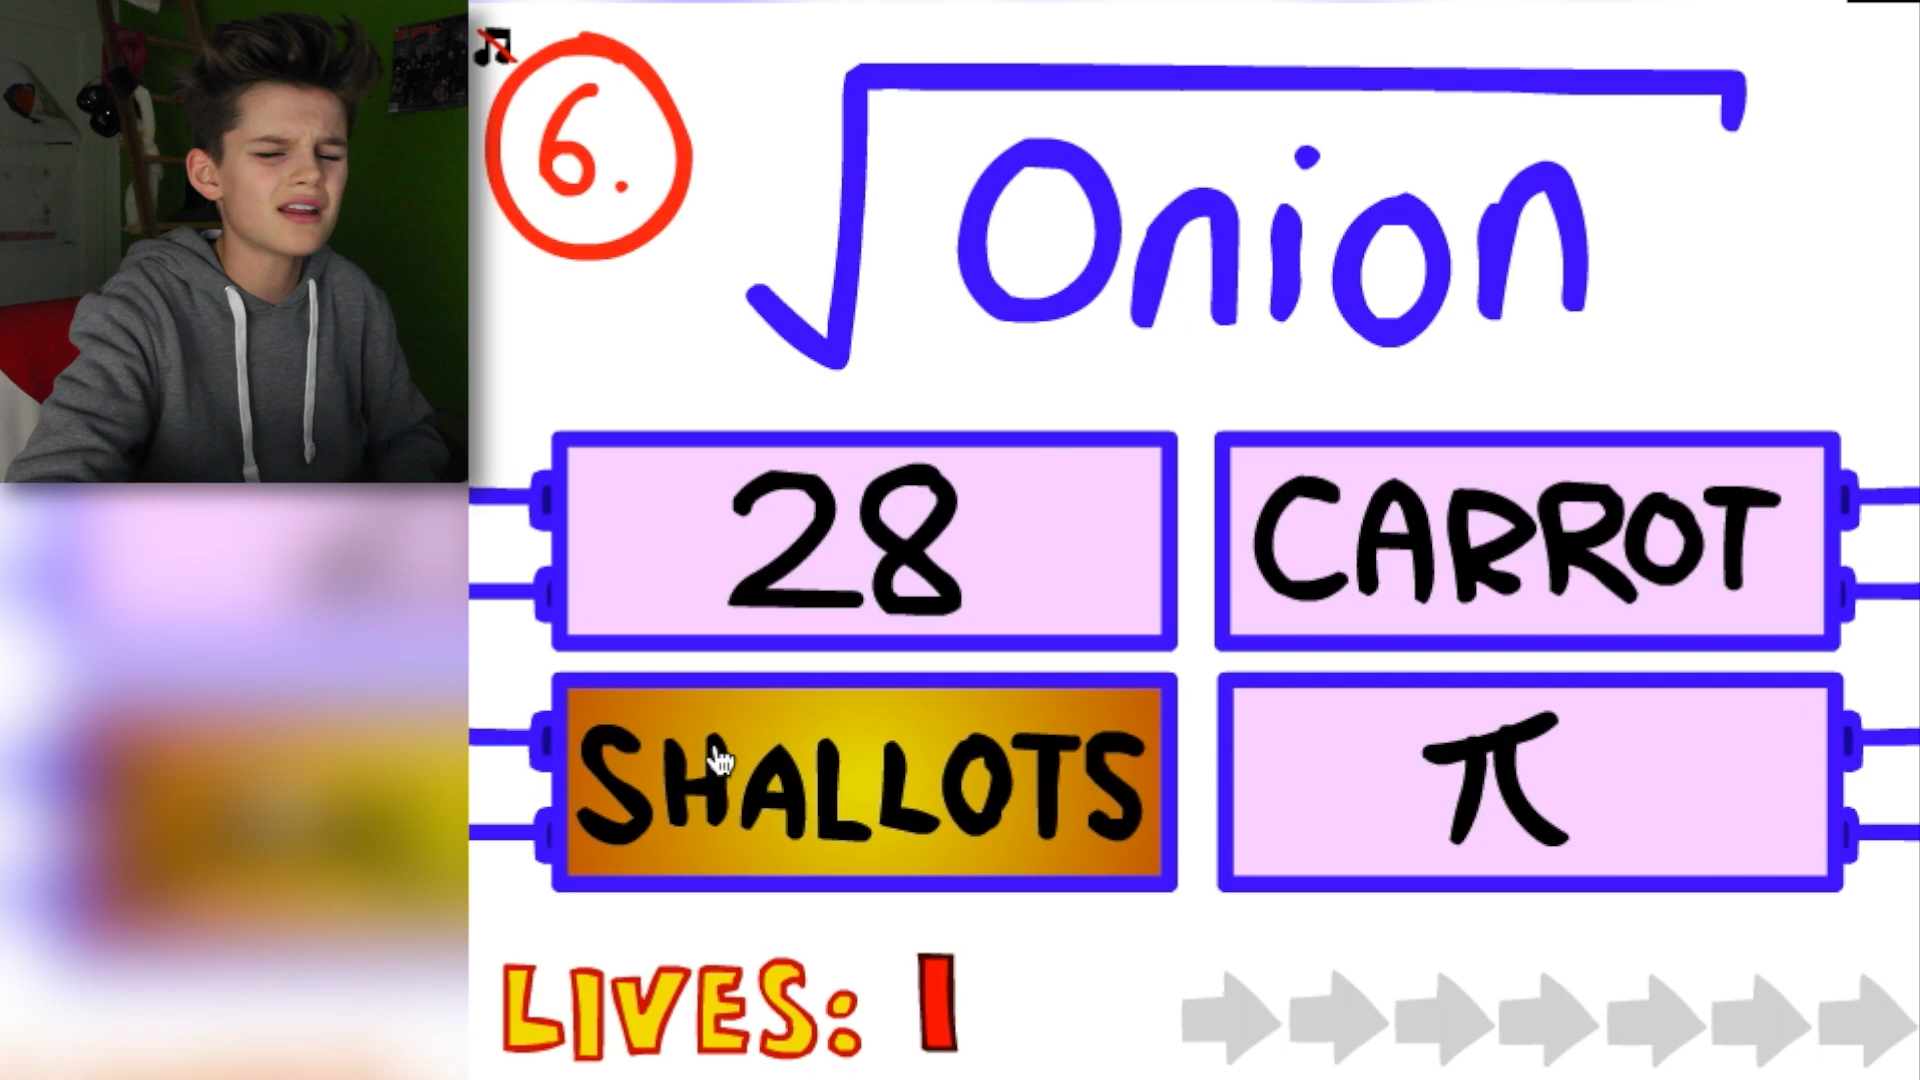 6.
√Onion
28
CARROT
SHALLOTS
π
LIVES: 1